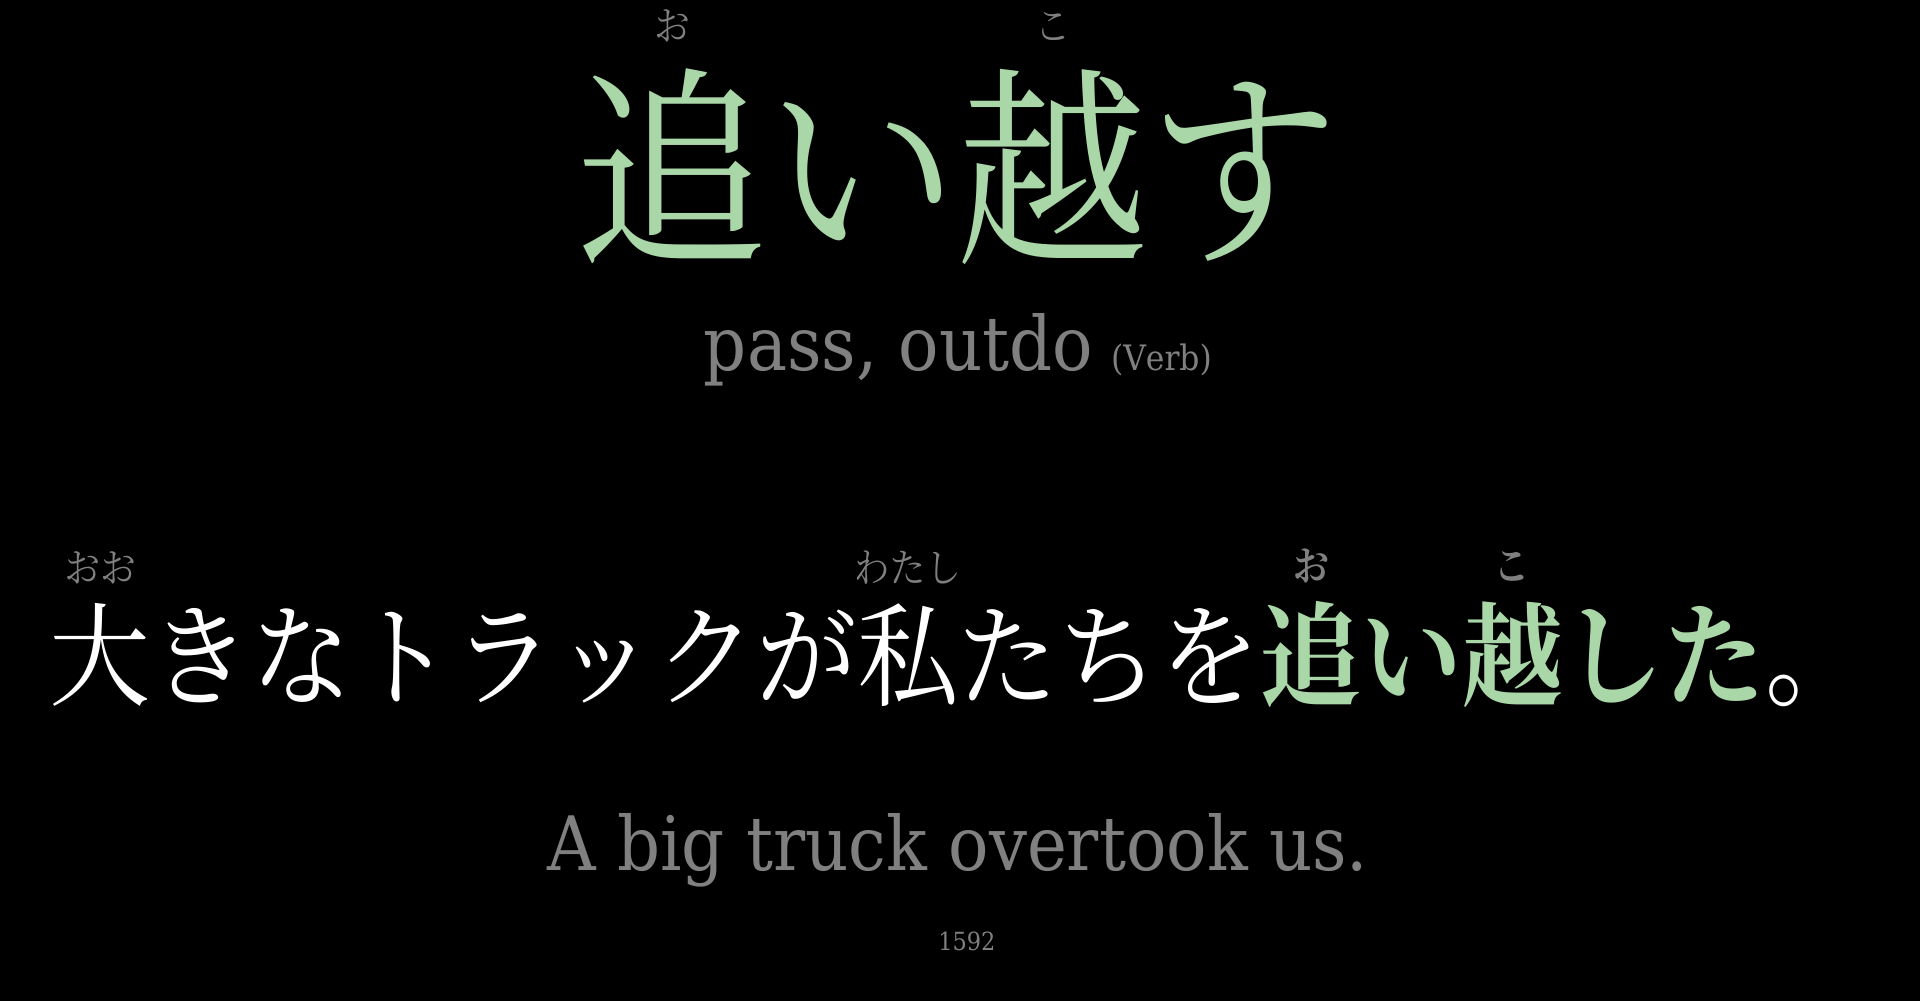 お こ
追い越す
pass, outdo (Verb)
おお わたし お こ
大きなトラックが私たちを追い越した。
A big truck overtook us.
1592